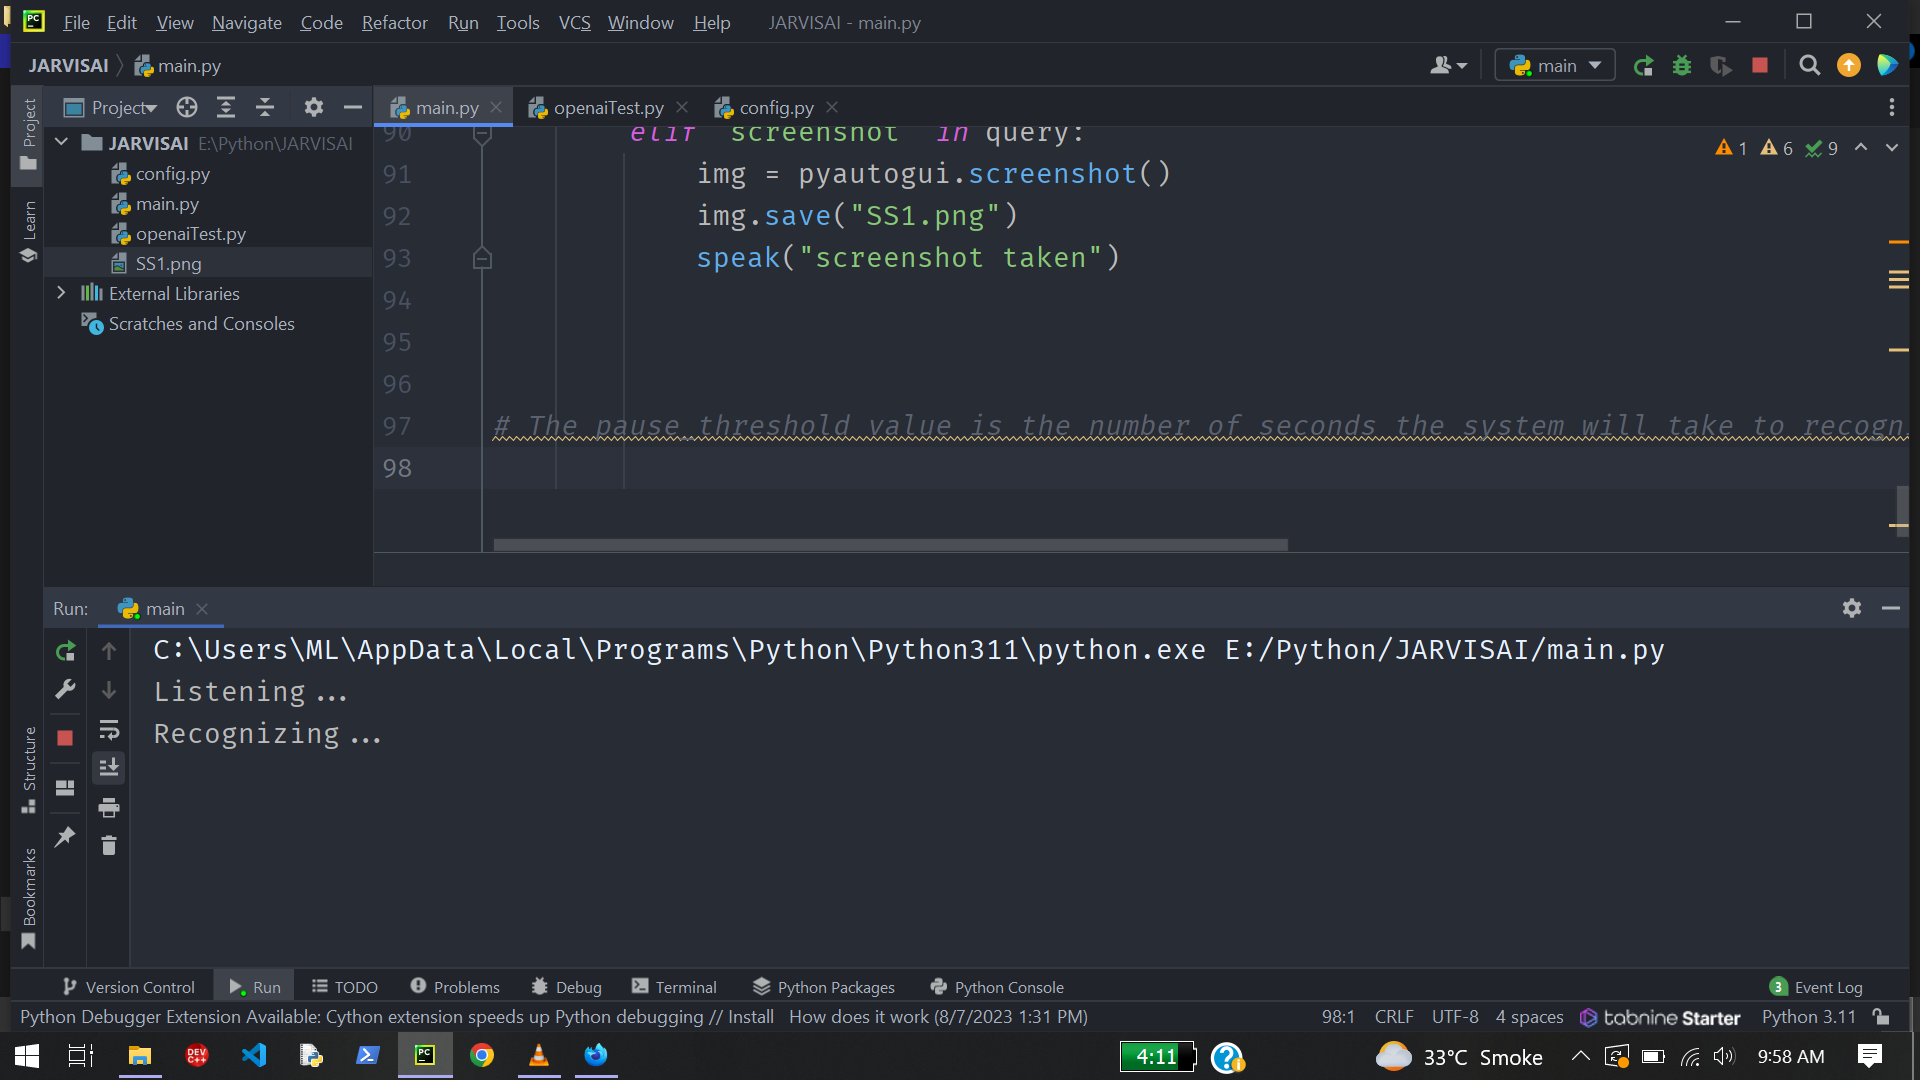 PC File Edit View Navigate Code Refactor Run Tools VCS Window Help JARVISAI - main.py
JARVISAI main.py main
Project main.py openaiTest.py config.py
Project
Learn
Structure
Bookmarks
JARVISAI E:\Python\JARVISAI
config.py
main.py
openaiTest.py
SS1.png
External Libraries
Scratches and Consoles
1 6 9
90 elif screenshot in query:
91 img = pyautogui.screenshot()
92 img.save("SS1.png")
93 speak("screenshot taken")
94
95
96
97 # The pause_threshold value is the number of seconds the system will take to
98
Run: main
C:\Users\ML\AppData\Local\Programs\Python\Python311\python.exe E:/Python/JARVISAI/main.py
Listening...
Recognizing...
Version Control Run TODO Problems Debug Terminal Python Packages Python Console 3 Event Log
Python Debugger Extension Available: Cython extension speeds up Python debugging // Install How does it work (8/7/2023 1:31 PM) 98:1 CRLF UTF-8 4 spaces tabnine Starter Python 3.11
DEV C++ PC 4:11 33°C Smoke 9:58 AM